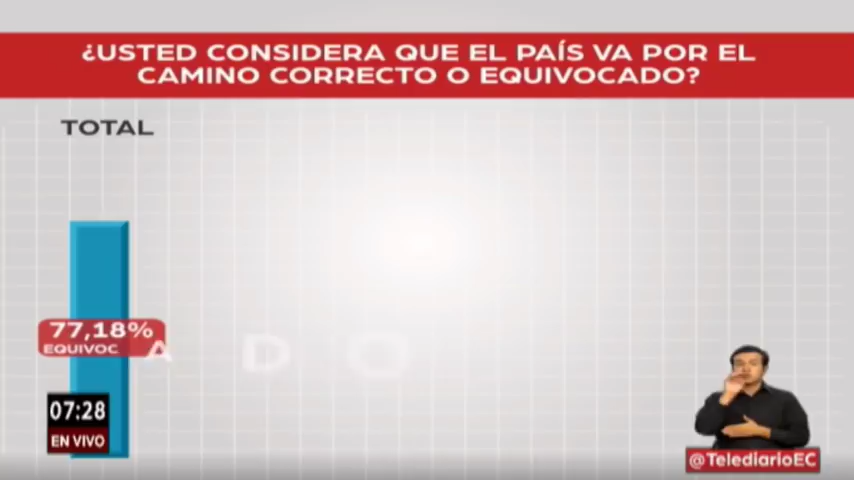 ¿USTED CONSIDERA QUE EL PAÍS VA POR EL
CAMINO CORRECTO O EQUIVOCADO?
TOTAL
77,18%
EQUIVOCADO
07:28
EN VIVO
@TelediarioEC